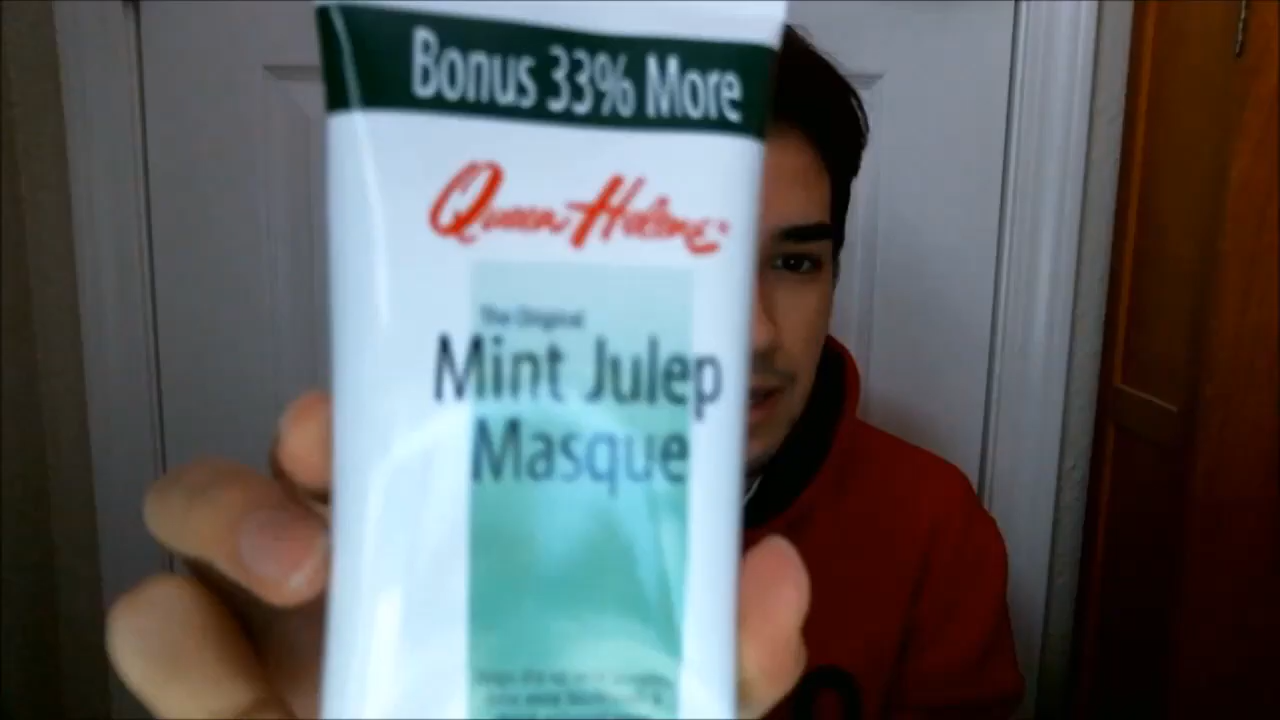 Bonus 33% More
Queen Helene
The Original
Mint Julep
Masque